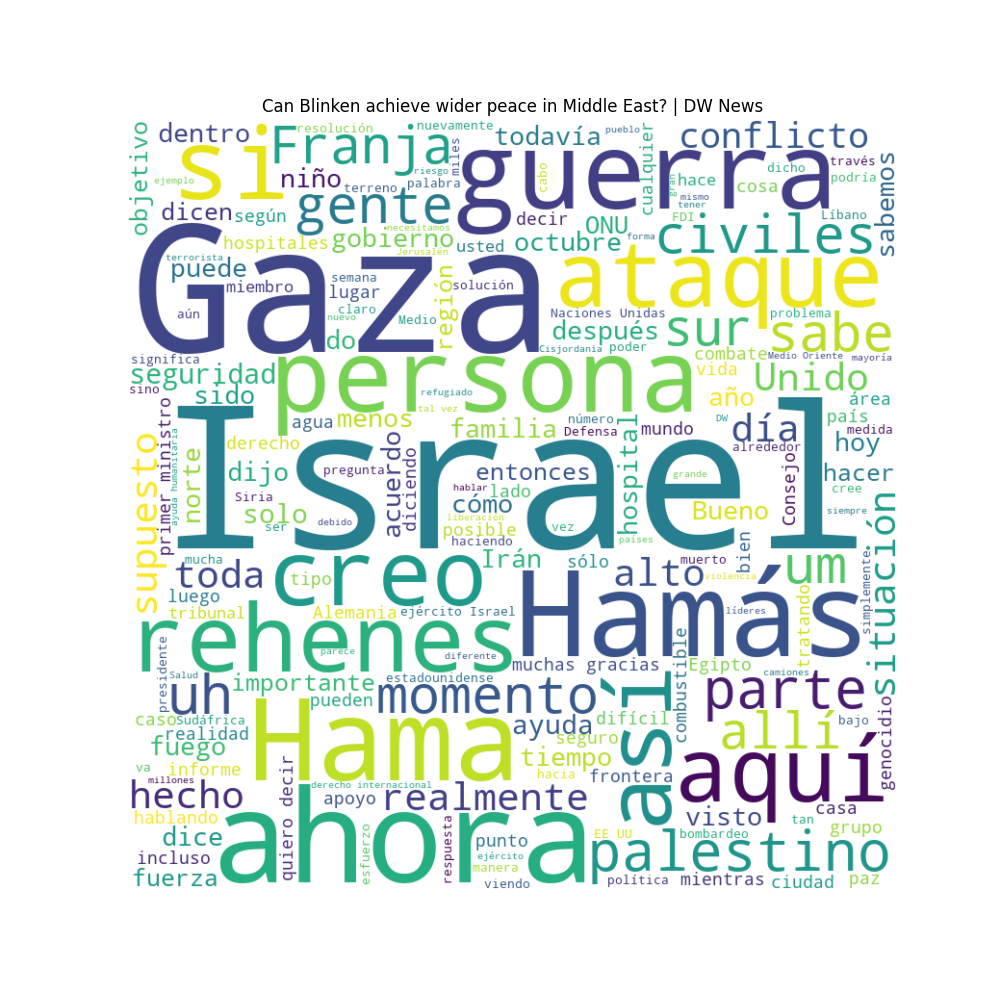 Can Blinken achieve wider peace in Middle East? | DW News
dentro
resolución
nuevamente
todavía
pueblo
conflicto
objetivo
si
Franja
miles
guerra
cualquier
través
ejemplo
niño
riesgo
palabra
terreno
cabo
hace
gran
cosa
dicho
podría
sabemos
dicen
según
gente
decir
ONU
mismo
tener
FDI
Líbano
hospitales
gobierno
necesitamos
Jerusalén
usted
octubre
forma
civiles
Gaza
terrorista
puede
miembro
semana
lugar
región
solución
ataque
aún
claro
nuevo
do
Medio
Naciones Unidas
después
sur
problema
sabe
Cisjordania
poder
combate
Medio Oriente
mayoría
significa
sino
seguridad
sido
persona
refugiado
vida
Unido
año
área
tal vez
agua
menos
familia
número
Defensa
mundo
DW
día
país
medida
hoy
alrededor
supuesto
primer ministro
ayuda humanitaria
norte
derecho
dijo
Siria
solo
ser
pregunta
debido
acuerdo
diciendo
entonces
hablar
lado
cómo
liberación
posible
haciendo
vez
hospital
grande
Bueno
Consejo
hacer
cree
siempre
Israel
países
situación
mucha
toda
luego
tribunal
tipo
creo
Irán
sólo
muerto
alto
violencia
bien
um
simplemente
Alemania
ejército Israel
Hamás
líderes
tratando
rehenes
parece
diferente
presidente
Salud
uh
importante
estadounidense
muchas gracias
combustible
Egipto
camiones
pueden
momento
así
parte
caso
Sudáfrica
realidad
fuego
Hama
ayuda
difícil
seguro
tiempo
allí
bajo
genocidio
va
informe
millones
quiero decir
derecho internacional
hacia
frontera
aquí
hecho
apoyo
realmente
visto
casa
hablando
dice
ahora
esfuerzo
respuesta
punto
EE UU
bombardeo
tan
grupo
incluso
ejército
manera
palestino
fuerza
viendo
política
mientras
ciudad
paz